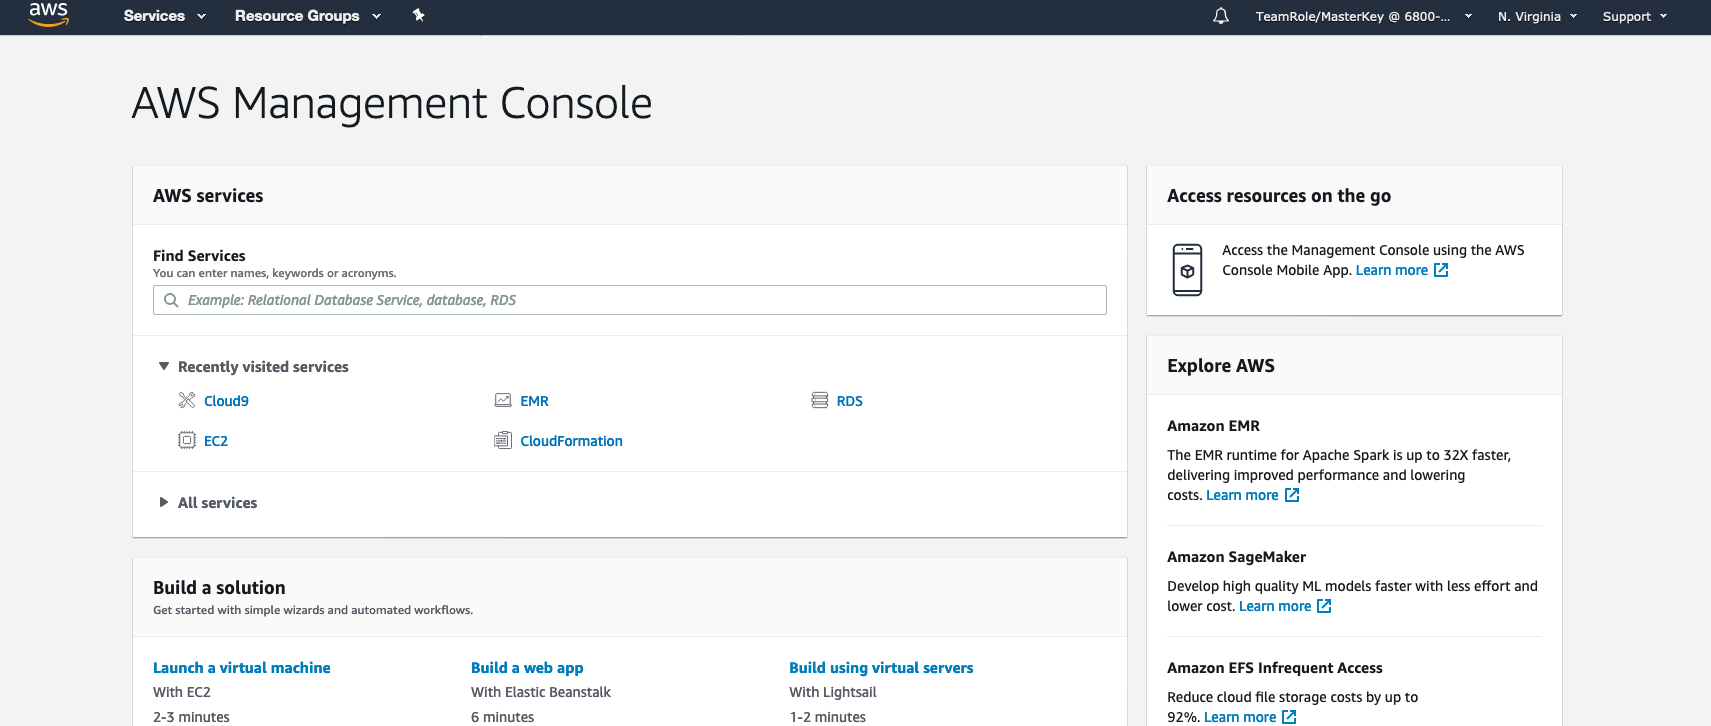 aws
Services
Resource Groups
TeamRole/MasterKey @ 6800-...
N. Virginia
Support
AWS Management Console
AWS services
Find Services
You can enter names, keywords or acronyms.
Example: Relational Database Service, database, RDS
Recently visited services
Cloud9
EMR
RDS
EC2
CloudFormation
All services
Build a solution
Get started with simple wizards and automated workflows.
Launch a virtual machine
With EC2
2-3 minutes
Build a web app
With Elastic Beanstalk
6 minutes
Build using virtual servers
With Lightsail
1-2 minutes
Access resources on the go
Access the Management Console using the AWS
Console Mobile App. Learn more
Explore AWS
Amazon EMR
The EMR runtime for Apache Spark is up to 32X faster,
delivering improved performance and lowering
costs. Learn more
Amazon SageMaker
Develop high quality ML models faster with less effort and
lower cost. Learn more
Amazon EFS Infrequent Access
Reduce cloud file storage costs by up to
92%. Learn more